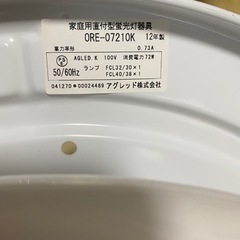 家庭用直付型蛍光灯器具
ORE-07210K 12年製
高力率形 0.73A
AGLED.K 100V 消費電力72W
50/60Hz
ランプ：FCL32/30×1
FCL40/38×1
041270 00024489 アグレッド株式会社